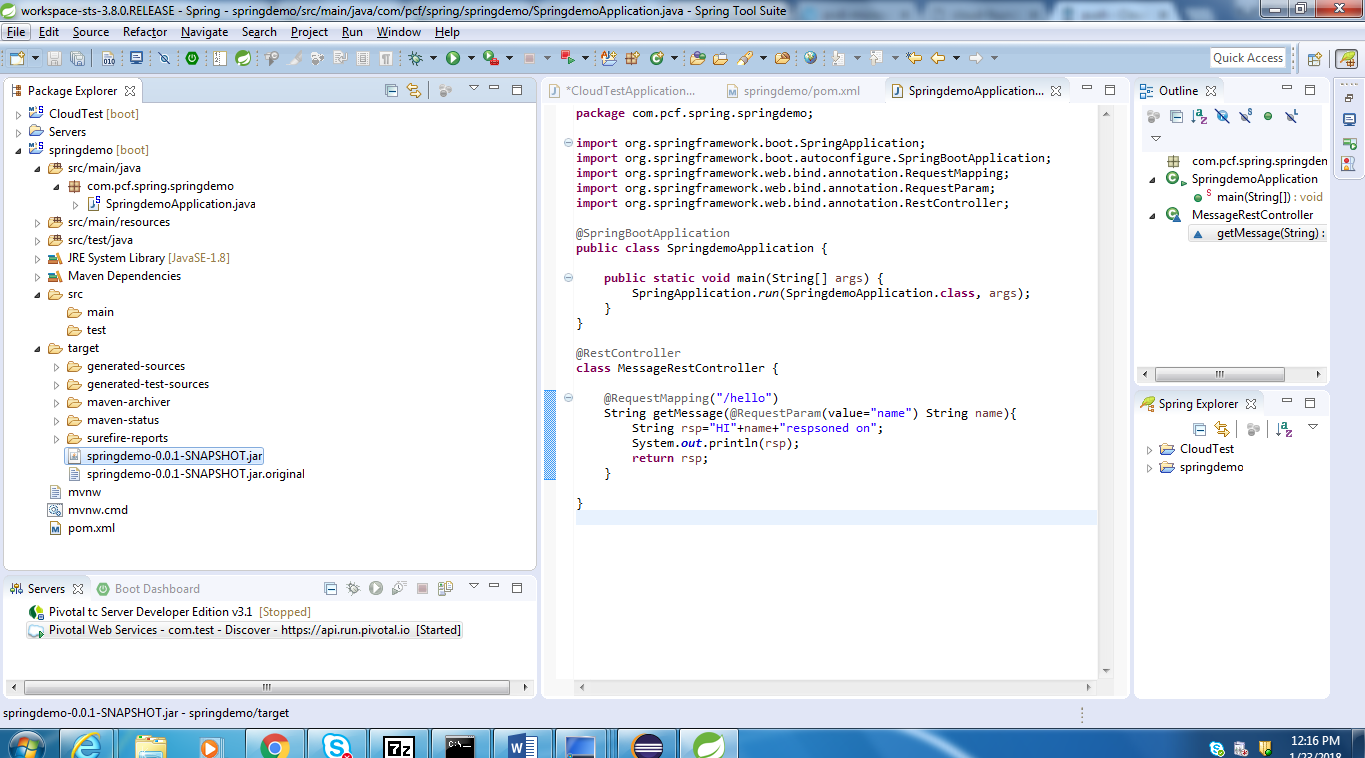 workspace-sts-3.8.0.RELEASE - Spring - springdemo/src/main/java/com/pcf/spring/springdemo/SpringdemoApplication.java - Spring Tool Suite
File Edit Source Refactor Navigate Search Project Run Window Help
Quick Access
Package Explorer
CloudTest [boot]
Servers
springdemo [boot]
src/main/java
com.pcf.spring.springdemo
SpringdemoApplication.java
src/main/resources
src/test/java
JRE System Library [JavaSE-1.8]
Maven Dependencies
src
main
test
target
generated-sources
generated-test-sources
maven-archiver
maven-status
surefire-reports
springdemo-0.0.1-SNAPSHOT.jar
springdemo-0.0.1-SNAPSHOT.jar.original
mvnw
mvnw.cmd
pom.xml
Servers Boot Dashboard
Pivotal tc Server Developer Edition v3.1 [Stopped]
Pivotal Web Services - com.test - Discover - https://api.run.pivotal.io [Started]
*CloudTestApplication... springdemo/pom.xml SpringdemoApplication...
package com.pcf.spring.springdemo;
import org.springframework.boot.SpringApplication;
import org.springframework.boot.autoconfigure.SpringBootApplication;
import org.springframework.web.bind.annotation.RequestMapping;
import org.springframework.web.bind.annotation.RequestParam;
import org.springframework.web.bind.annotation.RestController;
@SpringBootApplication
public class SpringdemoApplication {
public static void main(String[] args) {
SpringApplication.run(SpringdemoApplication.class, args);
}
}
@RestController
class MessageRestController {
@RequestMapping("/hello")
String getMessage(@RequestParam(value="name") String name){
String rsp="HI"+name+"respsoned on";
System.out.println(rsp);
return rsp;
}
}
Outline
com.pcf.spring.springden
SpringdemoApplication
main(String[]) : void
MessageRestController
getMessage(String) :
Spring Explorer
CloudTest
springdemo
springdemo-0.0.1-SNAPSHOT.jar - springdemo/target
12:16 PM
1/23/2018